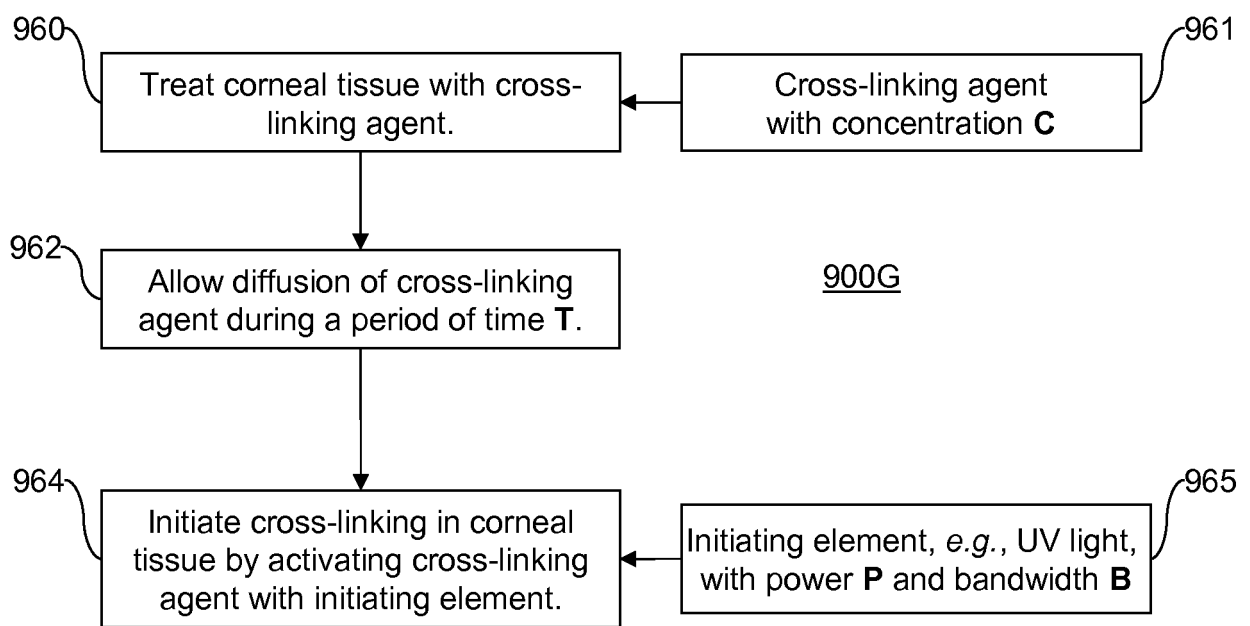 960
Treat corneal tissue with cross-
linking agent.
961
Cross-linking agent
with concentration C
962
Allow diffusion of cross-linking
agent during a period of time T.
900G
964
Initiate cross-linking in corneal
tissue by activating cross-linking
agent with initiating element.
965
Initiating element, e.g., UV light,
with power P and bandwidth B